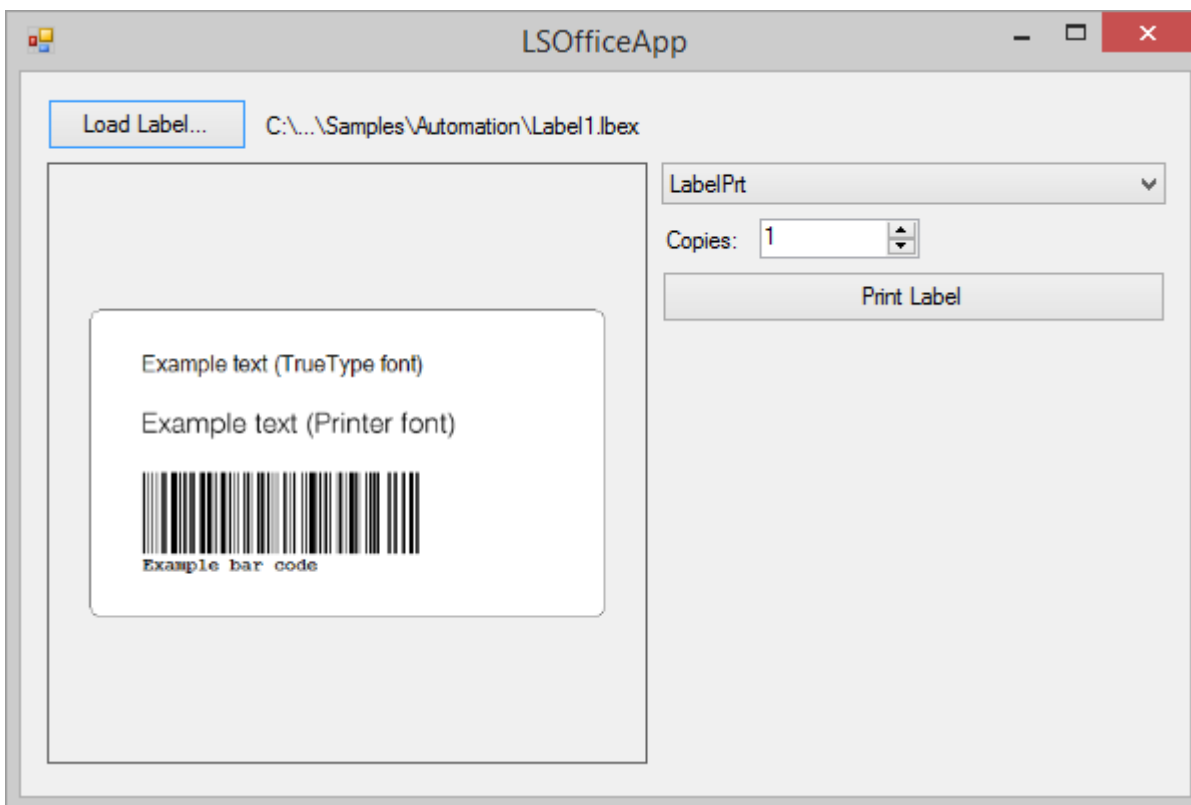 LSOfficeApp
Load Label...
C:\...\Samples\Automation\Label1.lbex
LabelPrt
Copies: 1
Print Label
Example text (TrueType font)
Example text (Printer font)
Example bar code